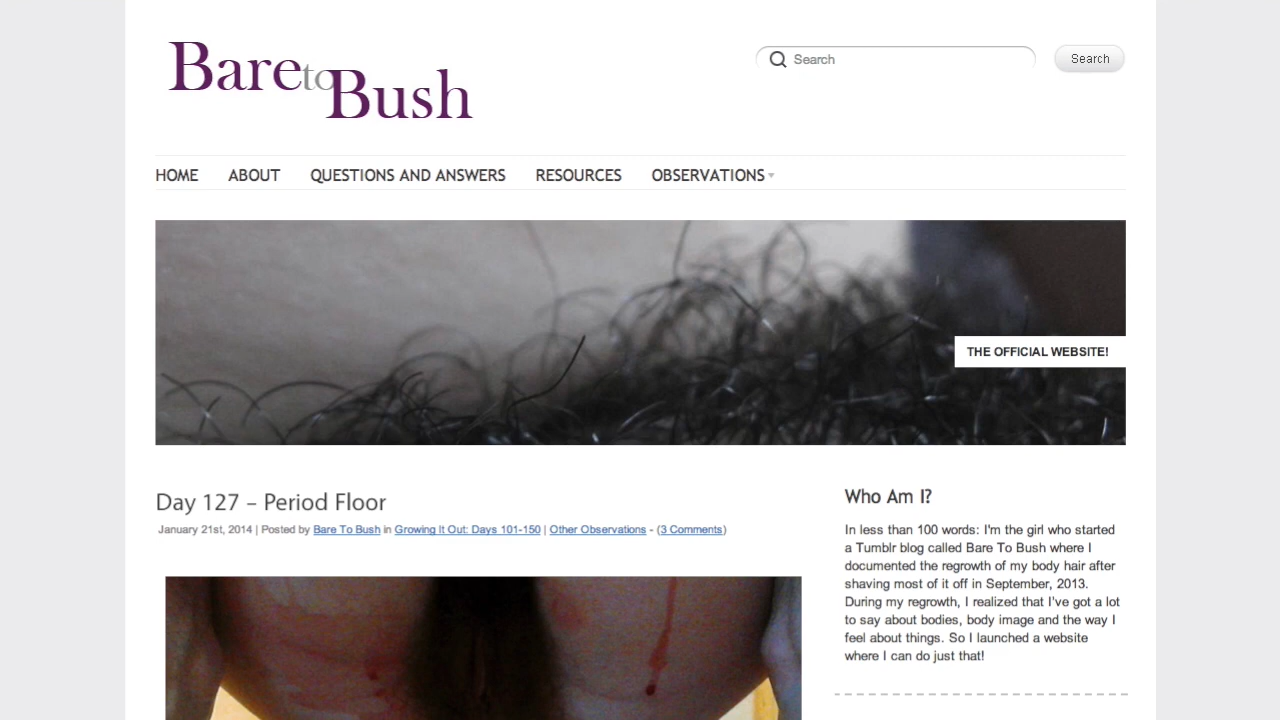 Bare to Bush
Search
Search
HOME ABOUT QUESTIONS AND ANSWERS RESOURCES OBSERVATIONS
THE OFFICIAL WEBSITE!
Day 127 – Period Floor
January 21st, 2014 | Posted by Bare To Bush in Growing It Out: Days 101-150 | Other Observations - (3 Comments)
Who Am I?
In less than 100 words: I'm the girl who started
a Tumblr blog called Bare To Bush where I
documented the regrowth of my body hair after
shaving most of it off in September, 2013.
During my regrowth, I realized that I've got a lot
to say about bodies, body image and the way I
feel about things. So I launched a website
where I can do just that!